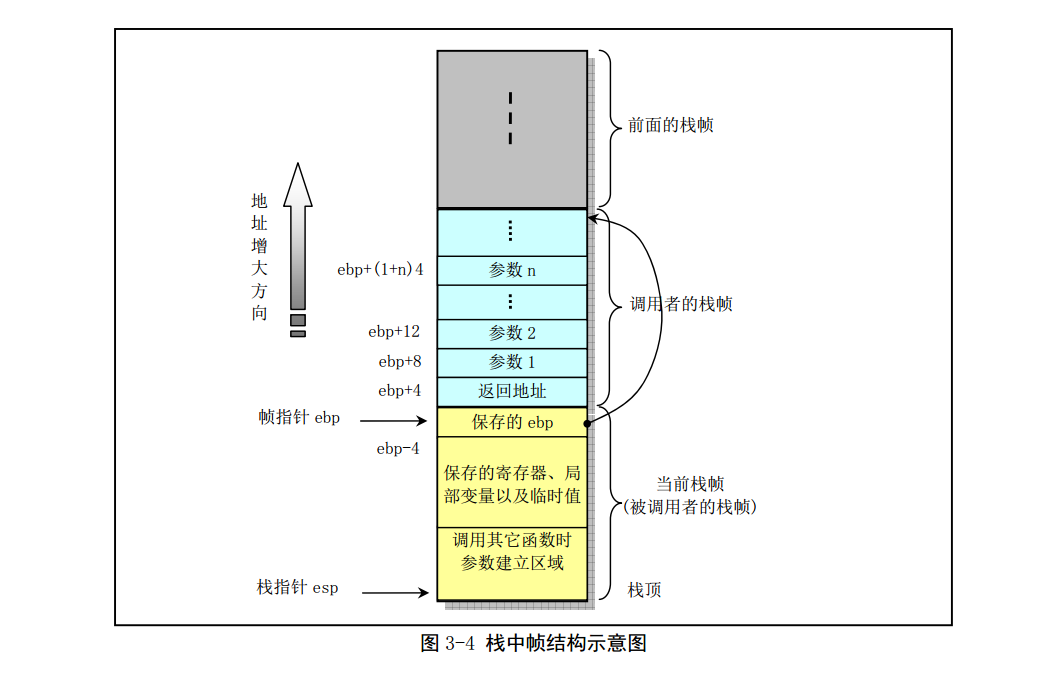 前面的栈帧
地址增大方向
ebp+(1+n)4
参数 n
调用者的栈帧
ebp+12
参数 2
ebp+8
参数 1
ebp+4
返回地址
帧指针 ebp
保存的 ebp
ebp-4
保存的寄存器、局
部变量以及临时值
当前栈帧
(被调用者的栈帧)
调用其它函数时
参数建立区域
栈指针 esp
栈顶
图 3-4 栈中帧结构示意图